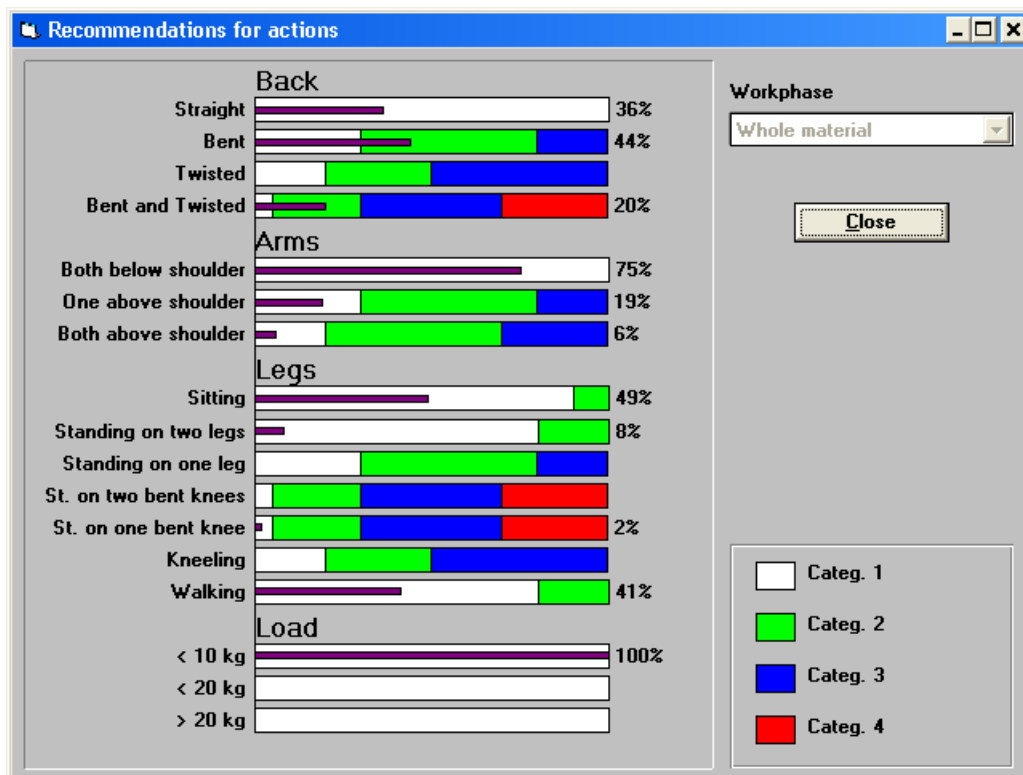 Recommendations for actions
Back
Straight 36%
Bent 44%
Twisted
Bent and Twisted 20%
Arms
Both below shoulder 75%
One above shoulder 19%
Both above shoulder 6%
Legs
Sitting 49%
Standing on two legs 8%
Standing on one leg
St. on two bent knees
St. on one bent knee 2%
Kneeling
Walking 41%
Load
< 10 kg 100%
< 20 kg
> 20 kg
Workphase
Whole material
Close
Categ. 1
Categ. 2
Categ. 3
Categ. 4